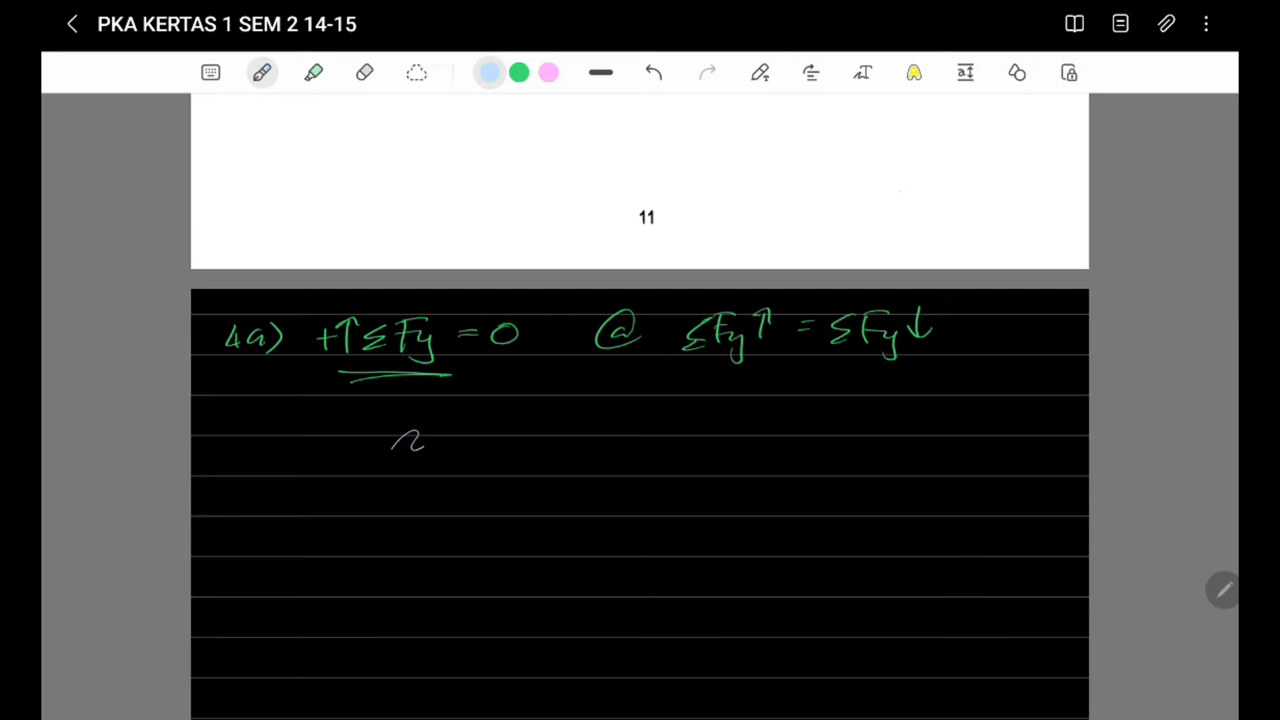 PKA KERTAS 1 SEM 2 14-15
11
4a) +↑ΣFy = 0 @ ΣFy↑ = ΣFy↓